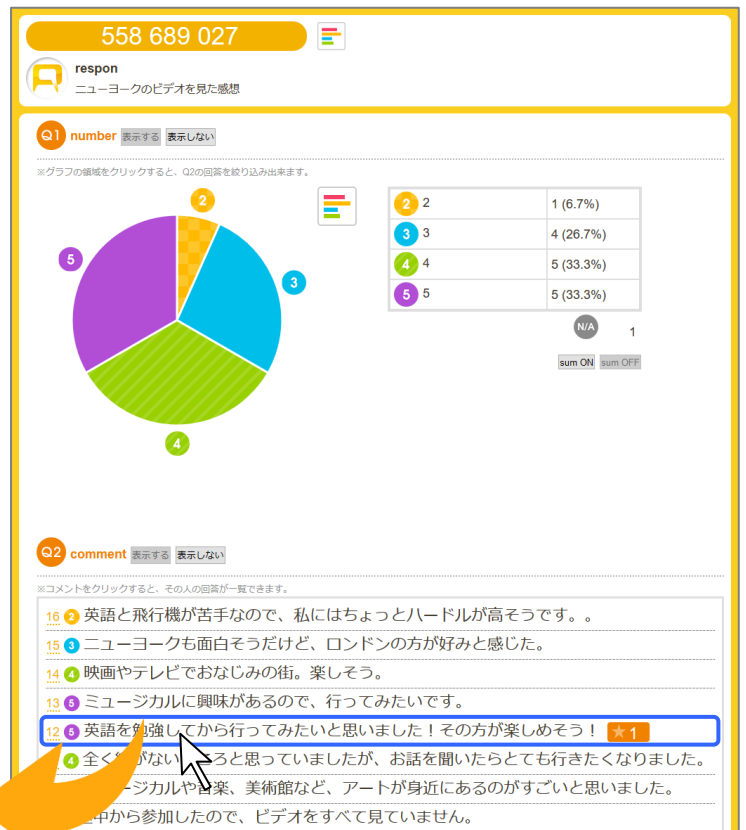 558 689 027
respon
ニューヨークのビデオを見た感想
Q1 number 表示する 表示しない
※グラフの領域をクリックすると、Q2の回答を絞り込み出来ます。
2
3
4
5
2 2 1 (6.7%)
3 3 4 (26.7%)
4 4 5 (33.3%)
5 5 5 (33.3%)
N/A 1
sum ON sum OFF
Q2 comment 表示する 表示しない
※コメントをクリックすると、その人の回答が一覧できます。
16 2 英語と飛行機が苦手なので、私にはちょっとハードルが高そうです。。
15 3 ニューヨークも面白そうだけど、ロンドンの方が好みと感じた。
14 4 映画やテレビでおなじみの街。楽しそう。
13 5 ミュージカルに興味があるので、行ってみたいです。
12 5 英語を勉強してから行ってみたいと思いました！その方が楽しめそう！ ★1
4 全く がない ろと思っていましたが、お話を聞いたらとても行きたくなりました。
ージカルや音楽、美術館など、アートが身近にあるのがすごいと思いました。
中から参加したので、ビデオをすべて見ていません。